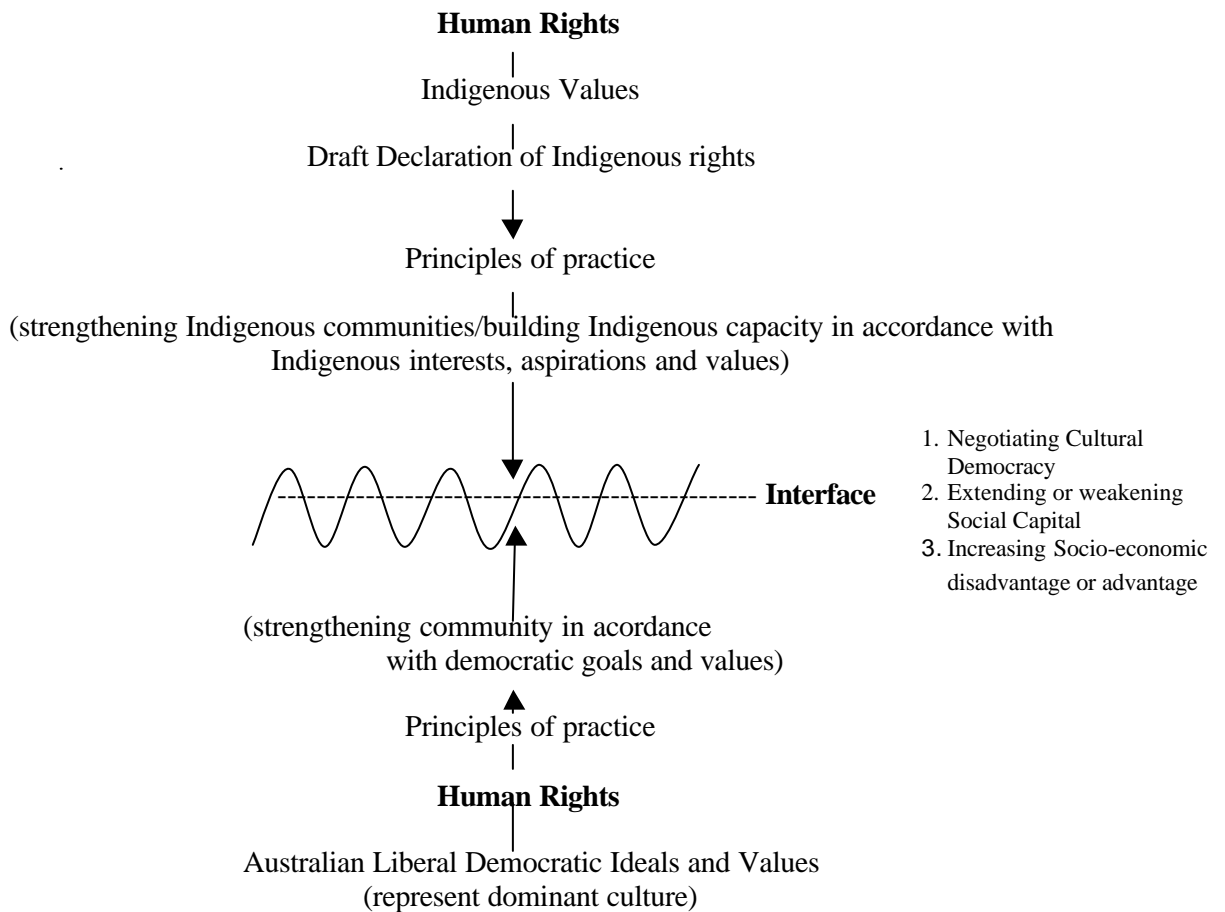 Human Rights
Indigenous Values
Draft Declaration of Indigenous rights
.
Principles of practice
(strengthening Indigenous communities/building Indigenous capacity in accordance with
Indigenous interests, aspirations and values)
Interface
1. Negotiating Cultural
Democracy
2. Extending or weakening
Social Capital
3. Increasing Socio-economic
disadvantage or advantage
(strengthening community in acordance
with democratic goals and values)
Principles of practice
Human Rights
Australian Liberal Democratic Ideals and Values
(represent dominant culture)